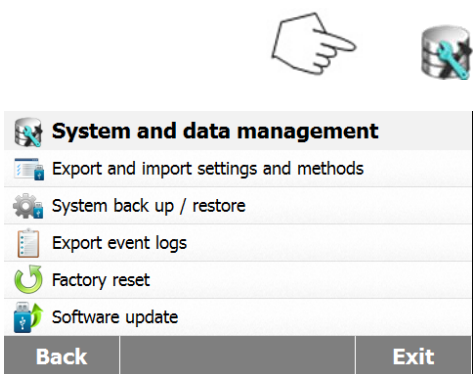 System and data management
Export and import settings and methods
System back up / restore
Export event logs
Factory reset
Software update
Back
Exit